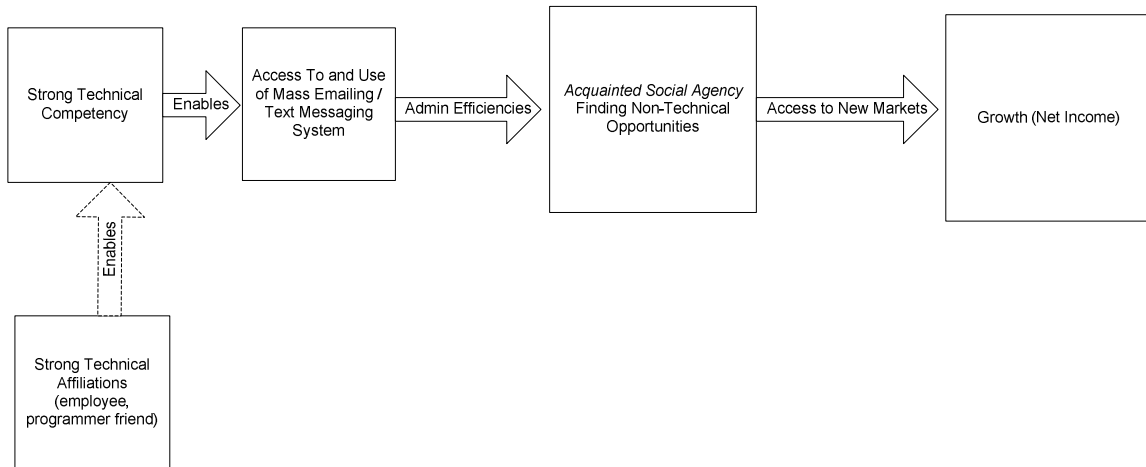 Strong Technical
Competency
Enables
Access To and Use
of Mass Emailing /
Text Messaging
System
Admin Efficiencies
Acquainted Social Agency
Finding Non-Technical
Opportunities
Access to New Markets
Growth (Net Income)
Enables
Strong Technical
Affiliations
(employee,
programmer friend)